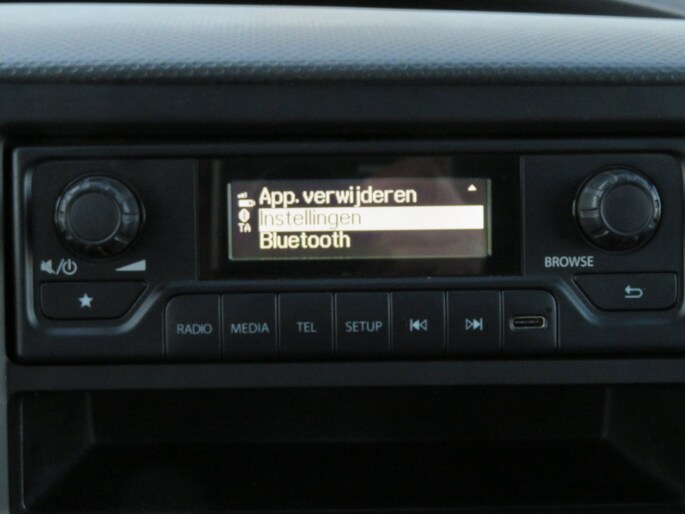 App. verwijderen
Instellingen
TA
Bluetooth
BROWSE
RADIO MEDIA TEL SETUP